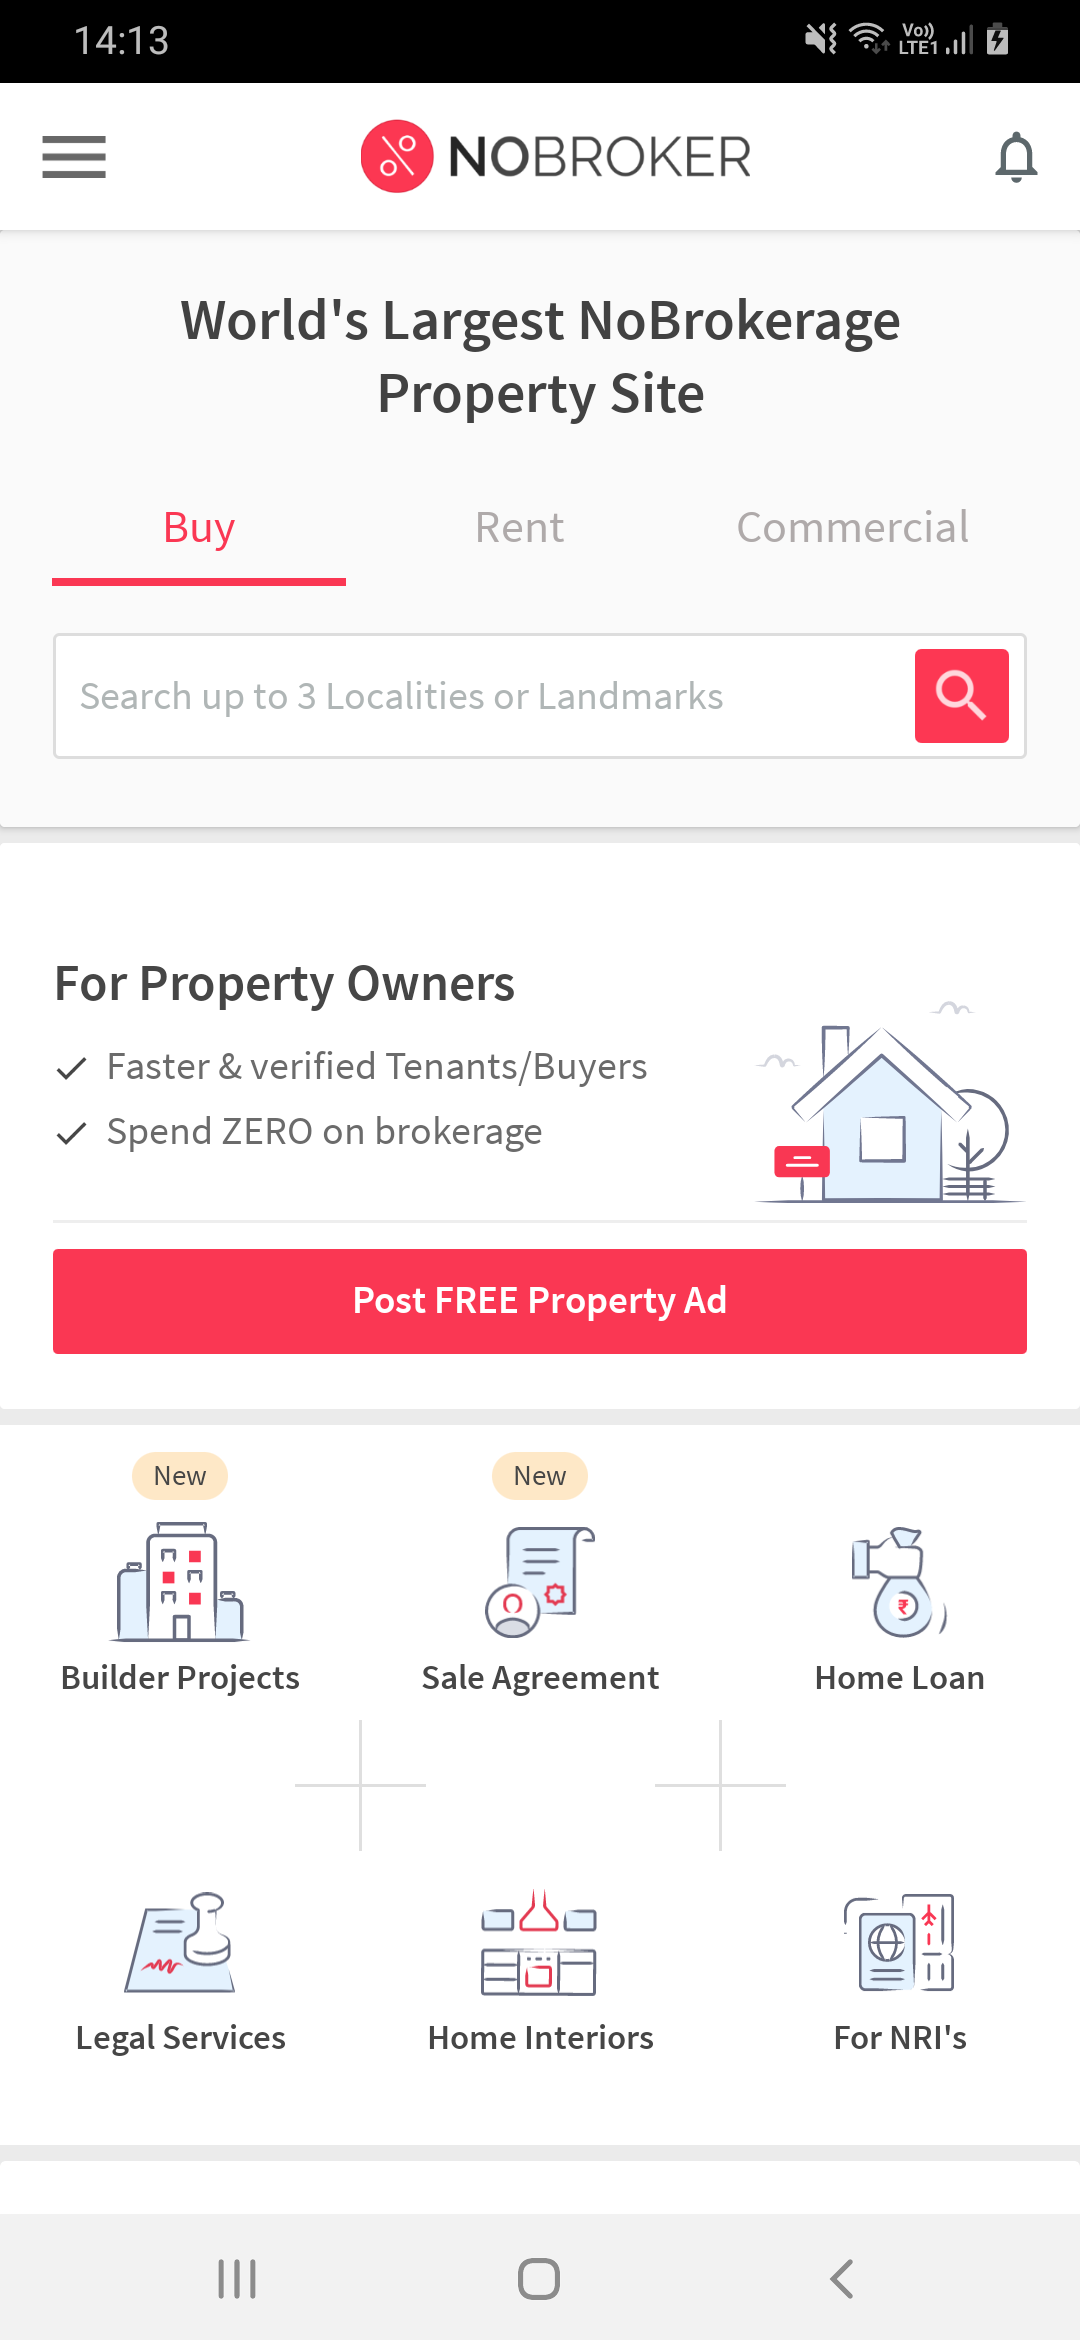 14:13
Vo))
LTE1
NOBROKER
World's Largest NoBrokerage
Property Site
Buy Rent Commercial
Search up to 3 Localities or Landmarks
For Property Owners
Faster & verified Tenants/Buyers
Spend ZERO on brokerage
Post FREE Property Ad
New New
₹
Builder Projects Sale Agreement Home Loan
Legal Services Home Interiors For NRI's